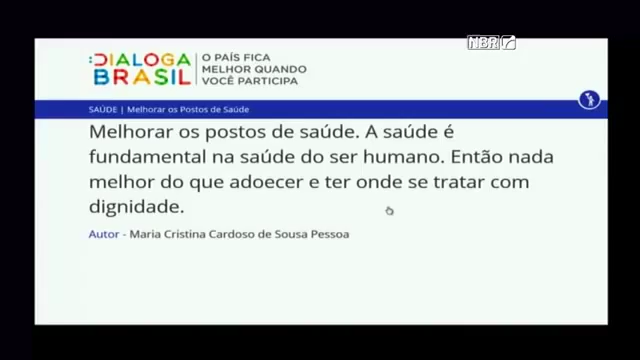 NBR
:DIALOGA
BRASIL
O PAÍS FICA
MELHOR QUANDO
VOCÊ PARTICIPA
SAÚDE | Melhorar os Postos de Saúde
Melhorar os postos de saúde. A saúde é
fundamental na saúde do ser humano. Então nada
melhor do que adoecer e ter onde se tratar com
dignidade.
Autor - Maria Cristina Cardoso de Sousa Pessoa